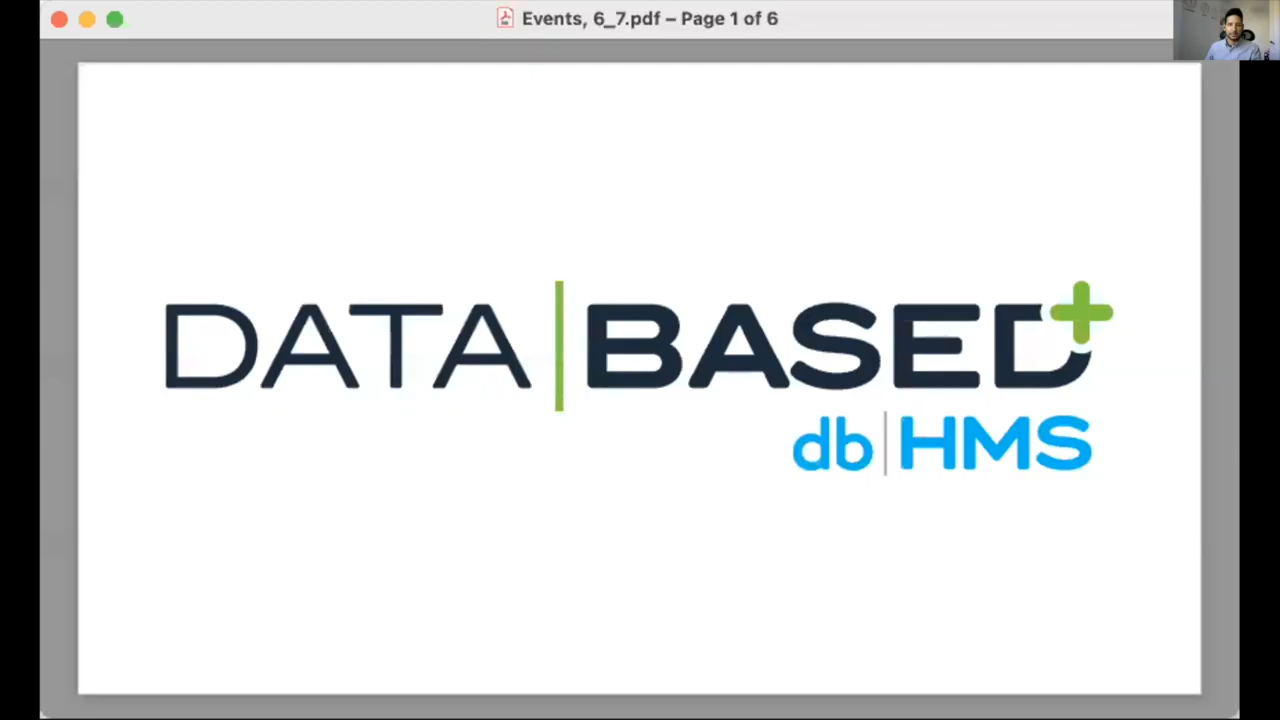 Events, 6_7.pdf – Page 1 of 6
DATA|BASED+
db|HMS